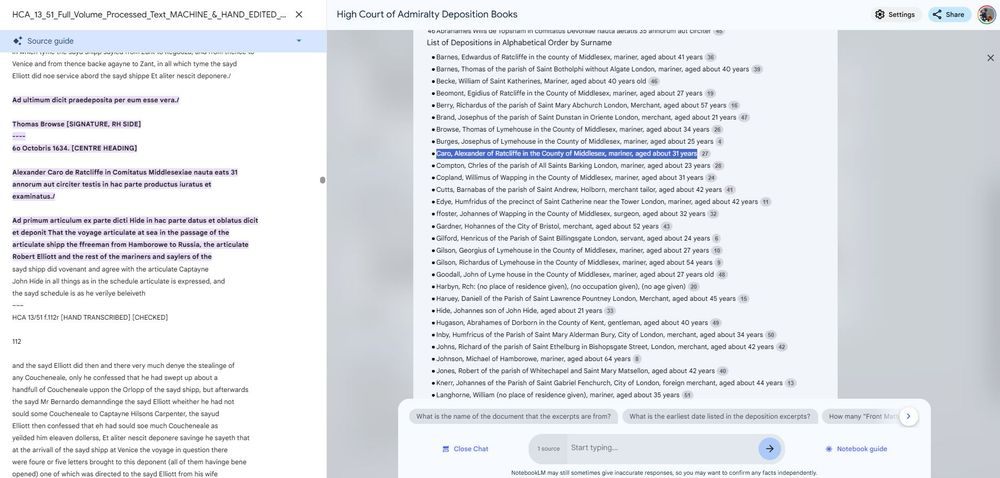 HCA_13_51_Full_Volume_Processed_Text_MACHINE_&_HAND_EDITED_...
Source guide
Venice and from thence backe agayne to Zant, in all which tyme the sayd
Elliott did noe service abord the sayd shippe Et aliter nescit deponere./
Ad ultimum dicit praedeposita per eum esse vera./
Thomas Browse [SIGNATURE, RH SIDE]
----
6o Octobris 1634. [CENTRE HEADING]
Alexander Caro de Ratcliffe in Comitatus Middlesexiae nauta eats 31
annorum aut circiter testis in hac parte productus iuratus et
examinatus./
Ad primum articulum ex parte dicti Hide in hac parte datus et oblatus dicit
et deponit That the voyage articulate at sea in the passage of the
articulate shipp the ffreeman from Hamborowe to Russia, the articulate
Robert Elliott and the rest of the mariners and saylers of the
sayd shipp did vovenant and agree with the articulate Captayne
John Hide in all things as in the schedule articulate is expressed, and
the sayd schedule is as he verilye beleiveth
~~~
HCA 13/51 f.112r [HAND TRANSCRIBED] [CHECKED]
112
and the sayd Elliott did then and there very much denye the stealinge of
any Coucheneale, only he confessed that he had swept up about a
handfull of Coucheneale uppon the Orlopp of the sayd shipp, but afterwards
the sayd Mr Bernardo demanndinge the sayd Elliott wheither he had not
sould some Coucheneale to Captayne Hilsons Carpenter, the sayud
Elliott then confessed that eh had sould soe much Coucheneale as
yeilded him eleaven dolless, Et aliter nescit deponere savinge he sayeth that
at the arrivall of the sayd shipp at Venice the voyage in question there
were foure or five letters brought to this deponent (all of them havinge bene
opened) one of which was directed to the sayd Elliott from his wife
High Court of Admiralty Deposition Books
Settings
Share
List of Depositions in Alphabetical Order by Surname
• Barnes, Edwardus of Ratcliffe in the county of Middlesex, mariner, aged about 41 years 36
• Barnes, Thomas of the parish of Saint Botholphi without Algate London, mariner, aged about 40 years 39
• Becke, William of Saint Katherines, Mariner, aged about 40 years old 46
• Beomont, Egidius of Ratcliffe in the County of Middlesex, mariner, aged about 27 years 19
• Berry, Richardus of the parish of Saint Mary Abchurch London, Merchant, aged about 57 years 16
• Brand, Josephus of the parish of Saint Dunstan in Oriente London, merchant, aged about 21 years 47
• Browse, Thomas of Lymehouse in the County of Middlesex, mariner, aged about 34 years 26
• Burges, Josephus of Lymehouse in the County of Middlesex, mariner, aged about 25 years 4
• Caro, Alexander of Ratcliffe in the County of Middlesex, mariner, aged about 31 years 27
• Compton, Chrles of the parish of All Saints Barking London, mariner, aged about 23 years 28
• Copland, Willimus of Wapping in the County of Middlesex, mariner, aged about 31 years 24
• Cutts, Barnabas of the parish of Saint Andrew, Holborn, merchant tailor, aged about 42 years 41
• Edye, Humfridus of the precinct of Saint Catherine near the Tower London, mariner, aged about 42 years 11
• ffoster, Johannes of Wapping in the County of Middlesex, surgeon, aged about 32 years 32
• Gardner, Hohannes of the City of Bristol, merchant, aged about 52 years 43
• Gilford, Henricus of the Parish of Saint Billingsgate London, servant, aged about 24 years 6
• Gilson, Georgius of Lymehouse in the County of Middlesex, mariner, aged about 27 years 10
• Gilson, Richardus of Lymehouse in the County of Middlesex, mariner, aged about 54 years 9
• Goodall, John of Lyme house in the County of Middlesex, mariner, aged about 27 years old 48
• Harbyn, Rch: (no place of residence given), (no occupation given), (no age given) 20
• Haruey, Daniell of the Parish of Saint Lawrence Pountney London, Merchant, aged about 45 years 15
• Hide, Johannes son of John Hide, aged about 21 years 33
• Hugason, Abrahames of Dorborn in the County of Kent, gentleman, aged about 40 years 49
• Inby, Humfricus of the Parish of Saint Mary Alderman Bury, City of London, merchant, aged about 34 years 50
• Johns, Richard of the parish of Saint Ethelburg in Bishopsgate Street, London, merchant, aged about 42 years 42
• Johnson, Michael of Hamborowe, mariner, aged about 64 years 8
• Jones, Robert of the parish of Whitechapel and Saint Mary Matsellon, aged about 42 years 40
• Knerr, Johannes of the Parish of Saint Gabriel Fenchurch, City of London, foreign merchant, aged about 44 years 13
• Langhorne, William (no place of residence given), mariner, aged about 35 years 51
What is the name of the document that the excerpts are from?
What is the earliest date listed in the deposition excerpts?
How many "Front Matt
Close Chat
1 source
Start typing...
Notebook guide
NotebookLM may still sometimes give inaccurate responses, so you may want to confirm any facts independently.